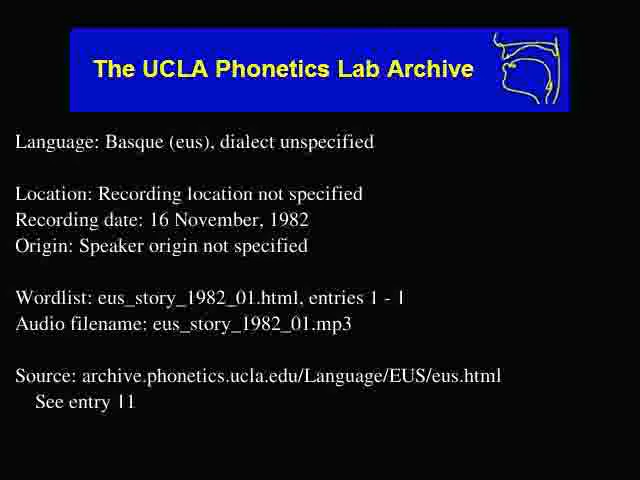 The UCLA Phonetics Lab Archive
Language: Basque (eus), dialect unspecified
Location: Recording location not specified
Recording date: 16 November, 1982
Origin: Speaker origin not specified
Wordlist: eus_story_1982_01.html, entries 1 - 1
Audio filename: eus_story_1982_01.mp3
Source: archive.phonetics.ucla.edu/Language/EUS/eus.html
See entry 11